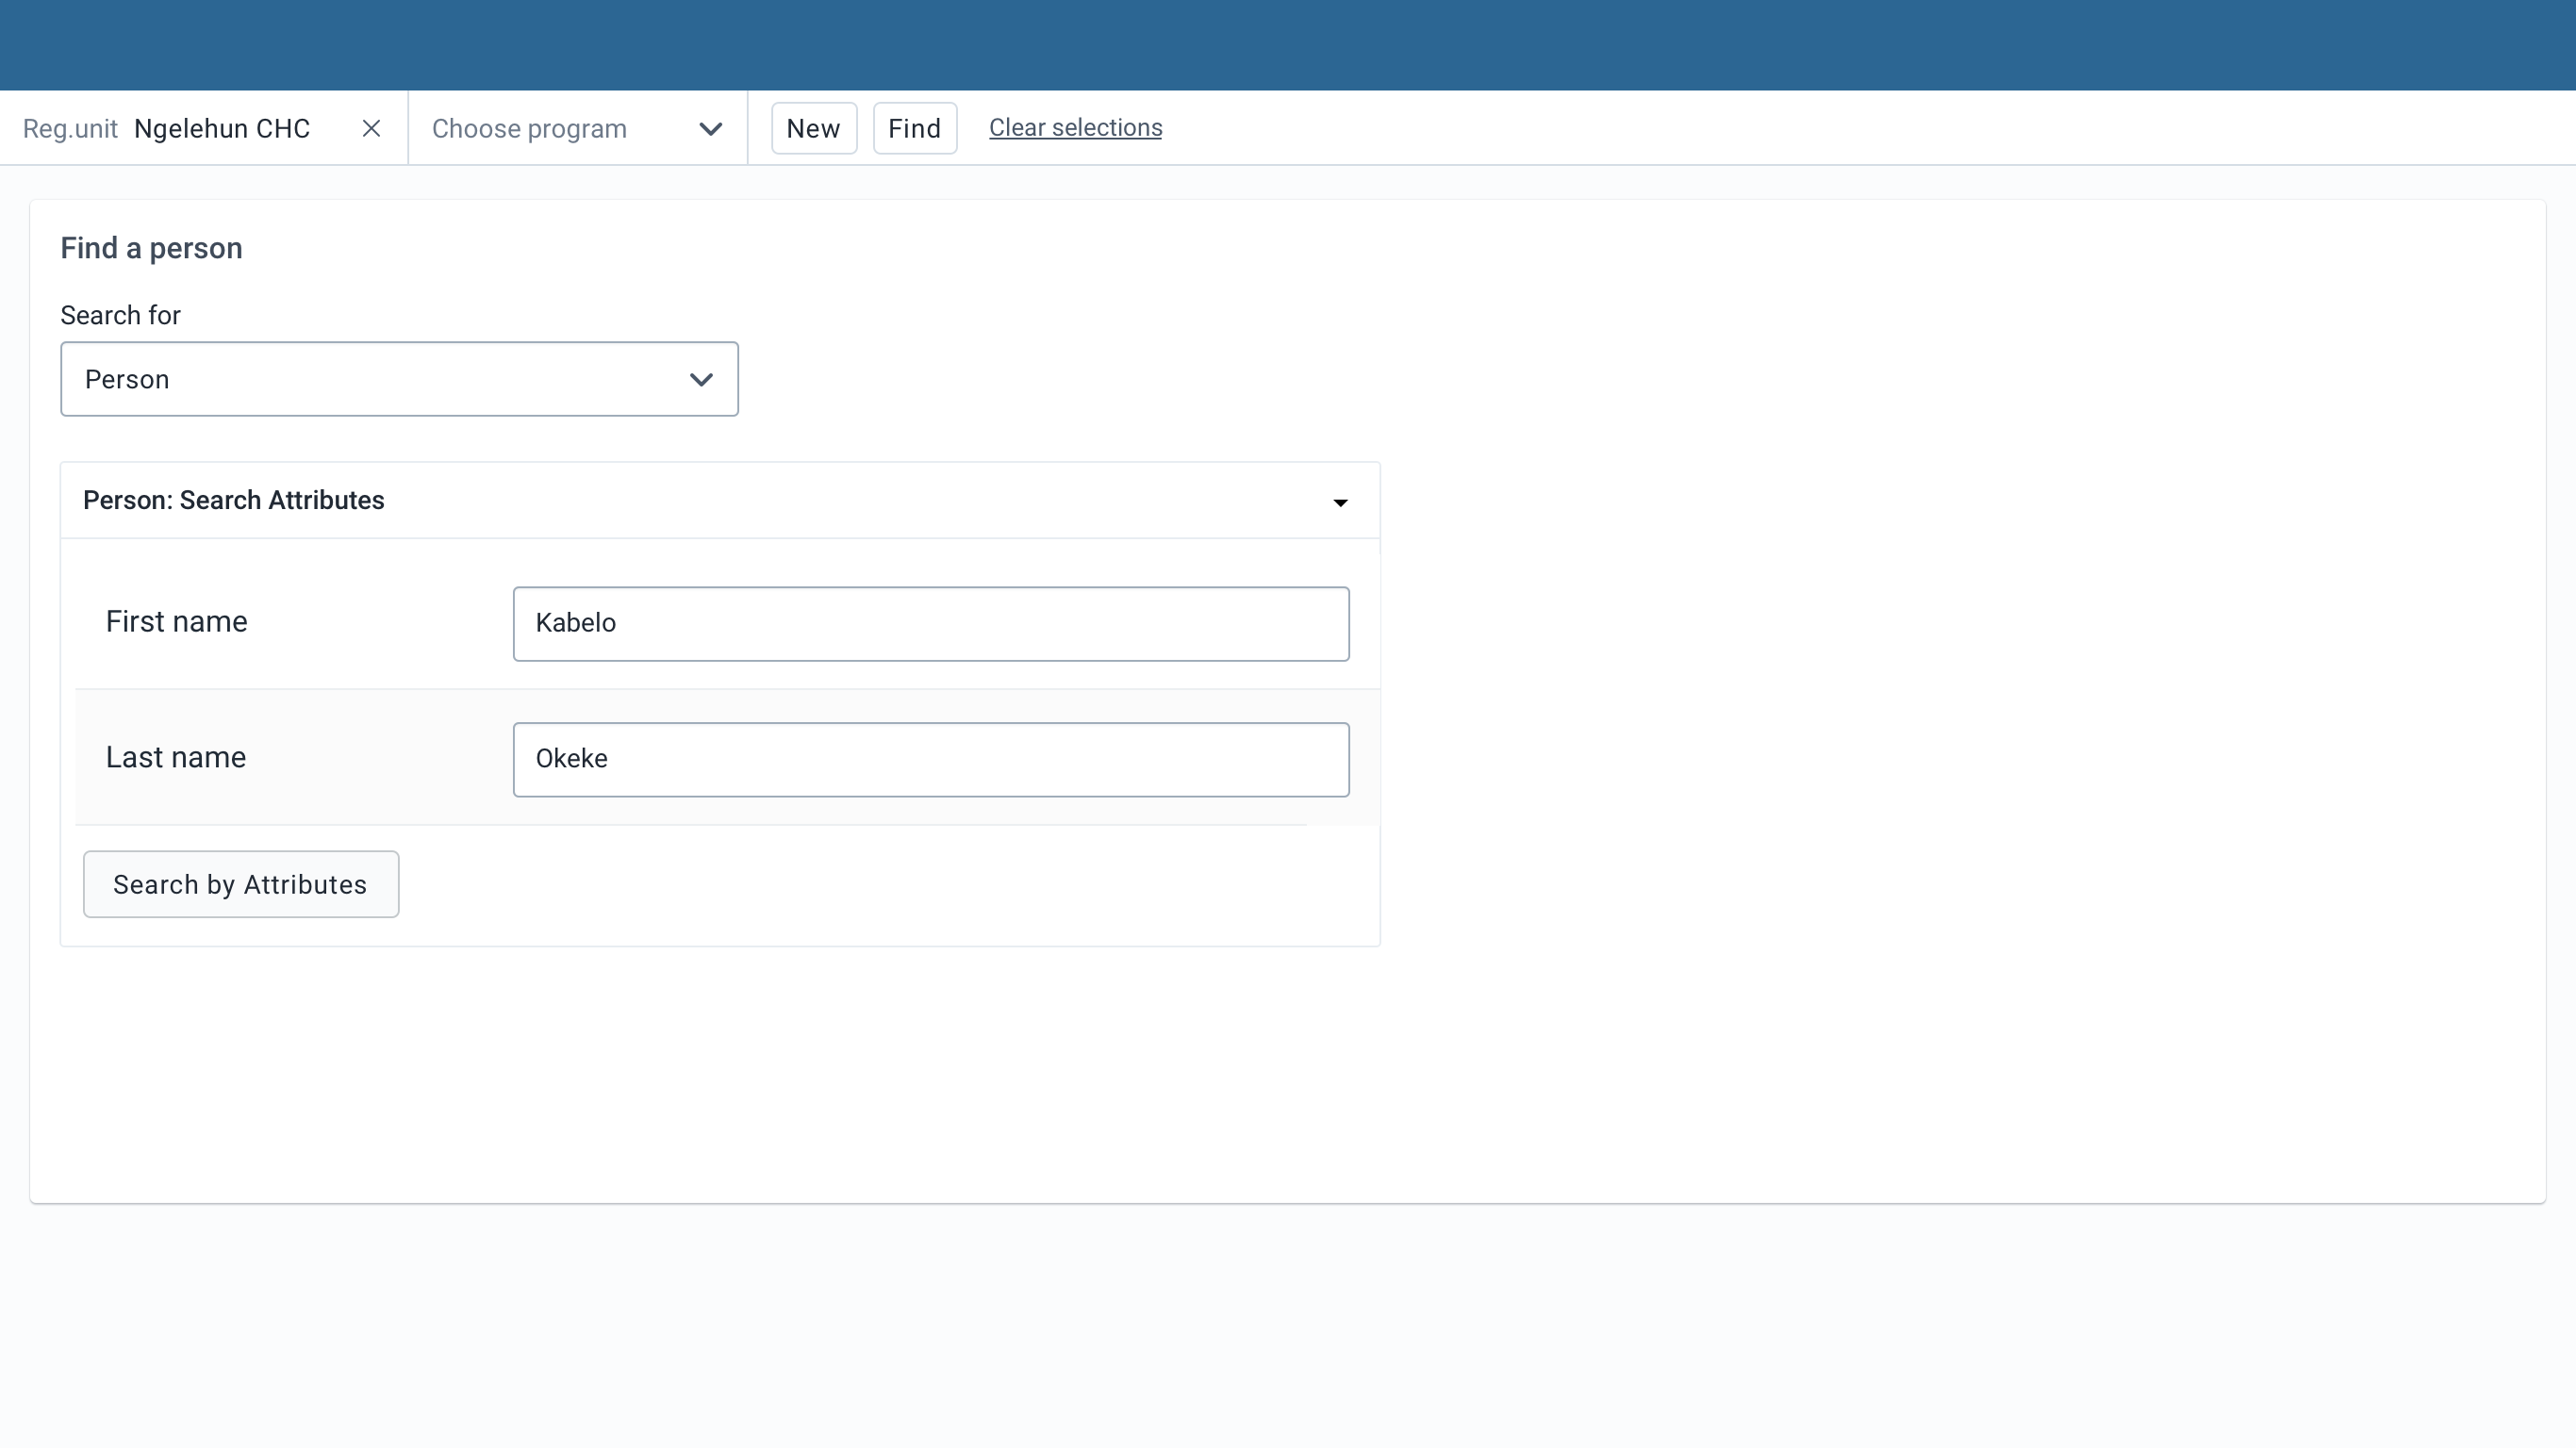 Reg.unit Ngelehun CHC Choose program New Find Clear selections
Find a person
Search for
Person
Person: Search Attributes
First name Kabelo
Last name Okeke
Search by Attributes